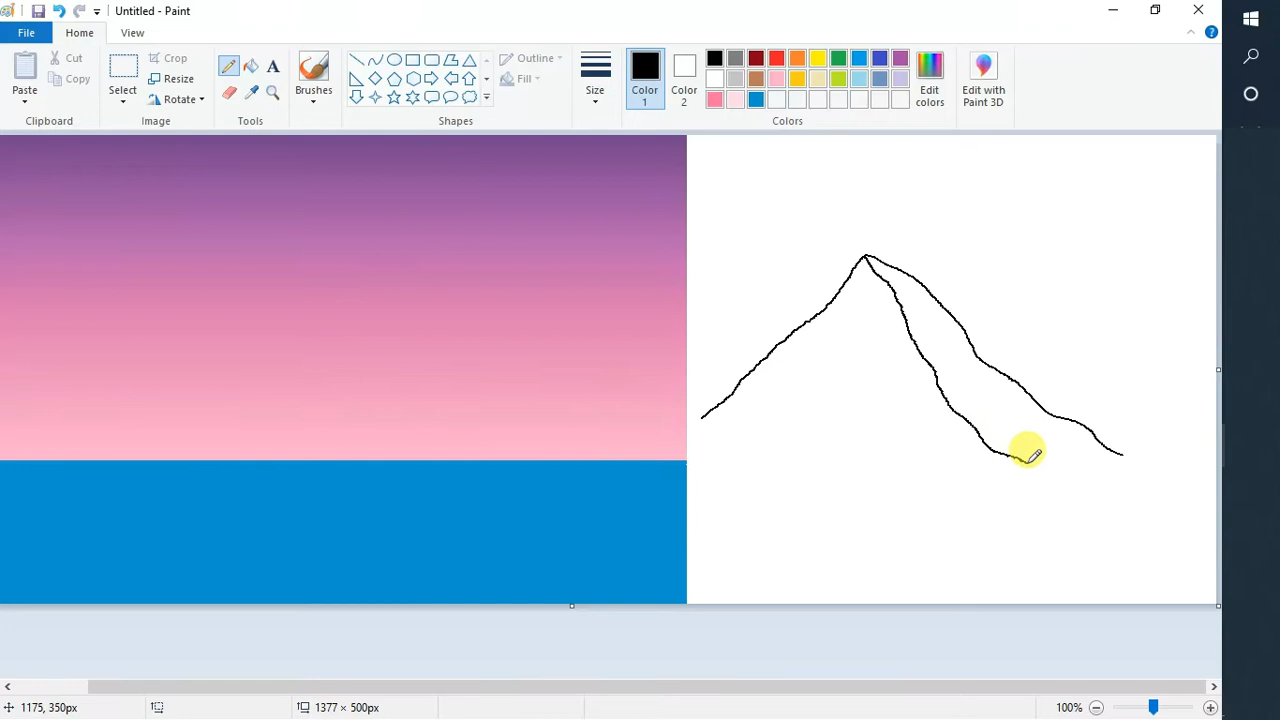 Untitled - Paint
File Home View
Paste Cut Copy Clipboard
Select Crop Resize Rotate Image
A Tools
Brushes
Outline Fill Shapes
Size
Color 1 Color 2 Edit colors Colors
Edit with Paint 3D
1175, 350px 1377 × 500px 100%